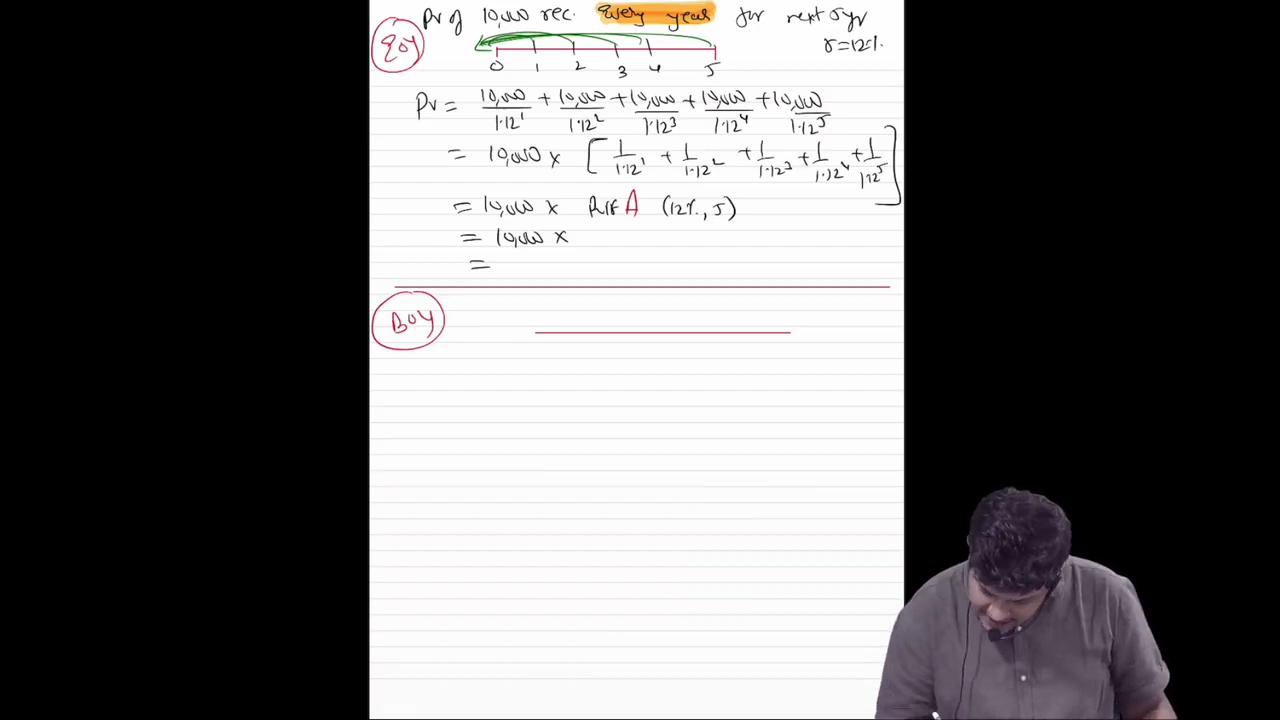 PV of 10,000 rec. Every year for next 5 yr
r=12%
EOY
0 1 2 3 4 5
PV = 10,000/1.12¹ + 10,000/1.12² + 10,000/1.12³ + 10,000/1.12⁴ + 10,000/1.12⁵
= 10,000 × [1/1.12¹ + 1/1.12² + 1/1.12³ + 1/1.12⁴ + 1/1.12⁵]
= 10,000 × PVIFA (12%, 5)
= 10,000 ×
=
BOY